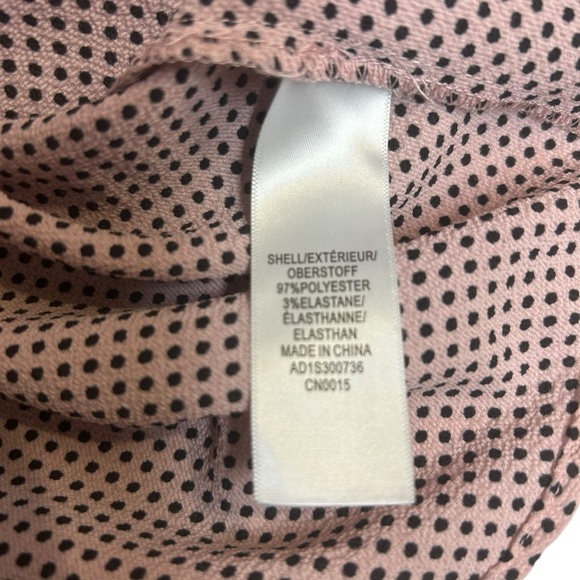 SHELL/EXTÉRIEUR/
OBERSTOFF
97%POLYESTER
3%ELASTANE/
ÉLASTHANNE/
ELASTHAN
MADE IN CHINA
AD1S300736
CN0015